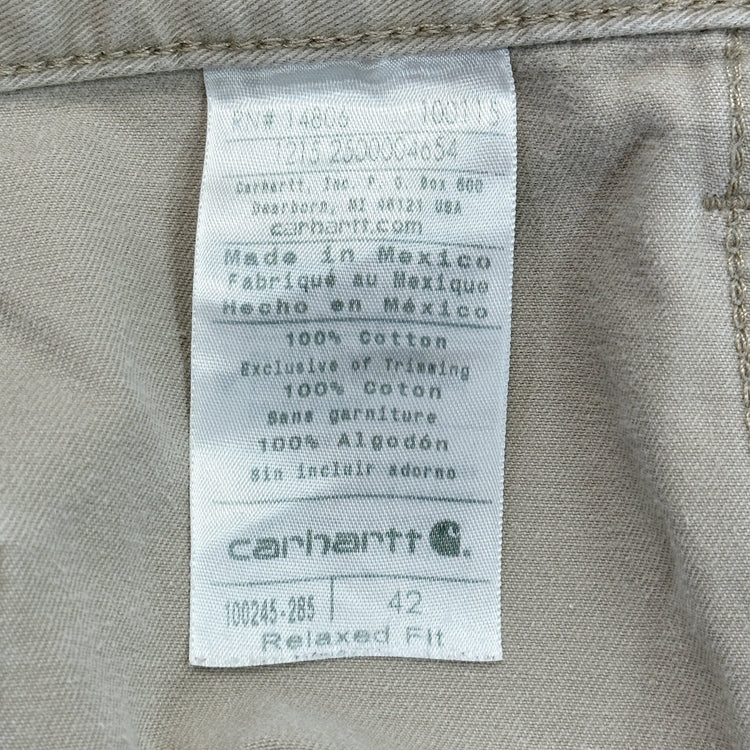 RN# 14806 100115
1215 2500004654
Carhartt, Inc. P. O. Box 600
Dearborn, MI 48121 USA
carhartt.com
Made in Mexico
Fabriqué au Mexique
Hecho en México
100% Cotton
Exclusive of Trimming
100% Coton
Sans garniture
100% Algodón
Sin incluir adorno
carhartt
100245-285 42
Relaxed Fit